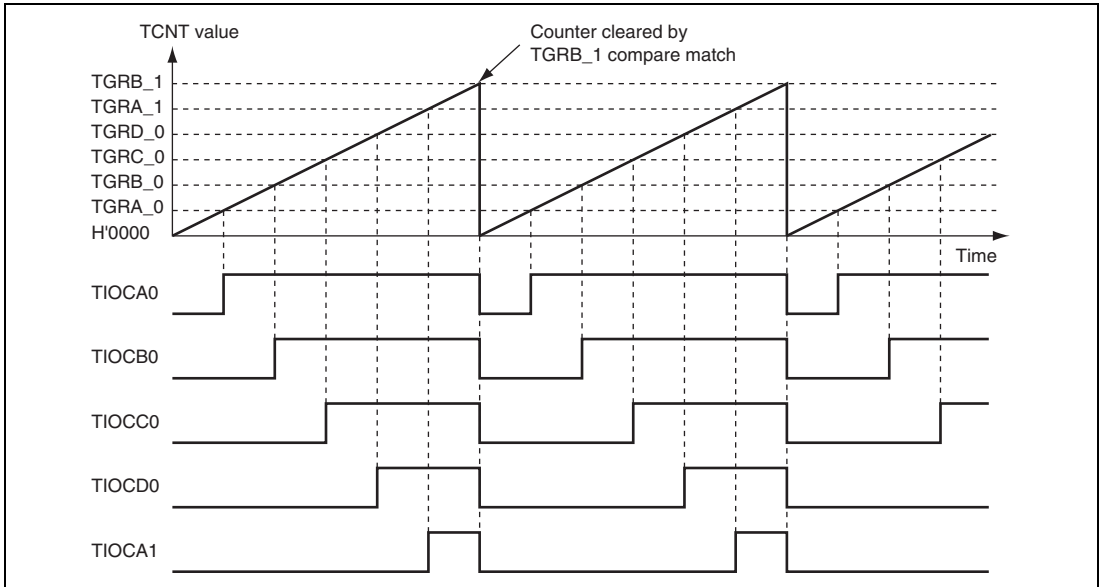 TCNT value
Counter cleared by
TGRB_1 compare match
TGRB_1
TGRA_1
TGRD_0
TGRC_0
TGRB_0
TGRA_0
H'0000
Time
TIOCA0
TIOCB0
TIOCC0
TIOCD0
TIOCA1